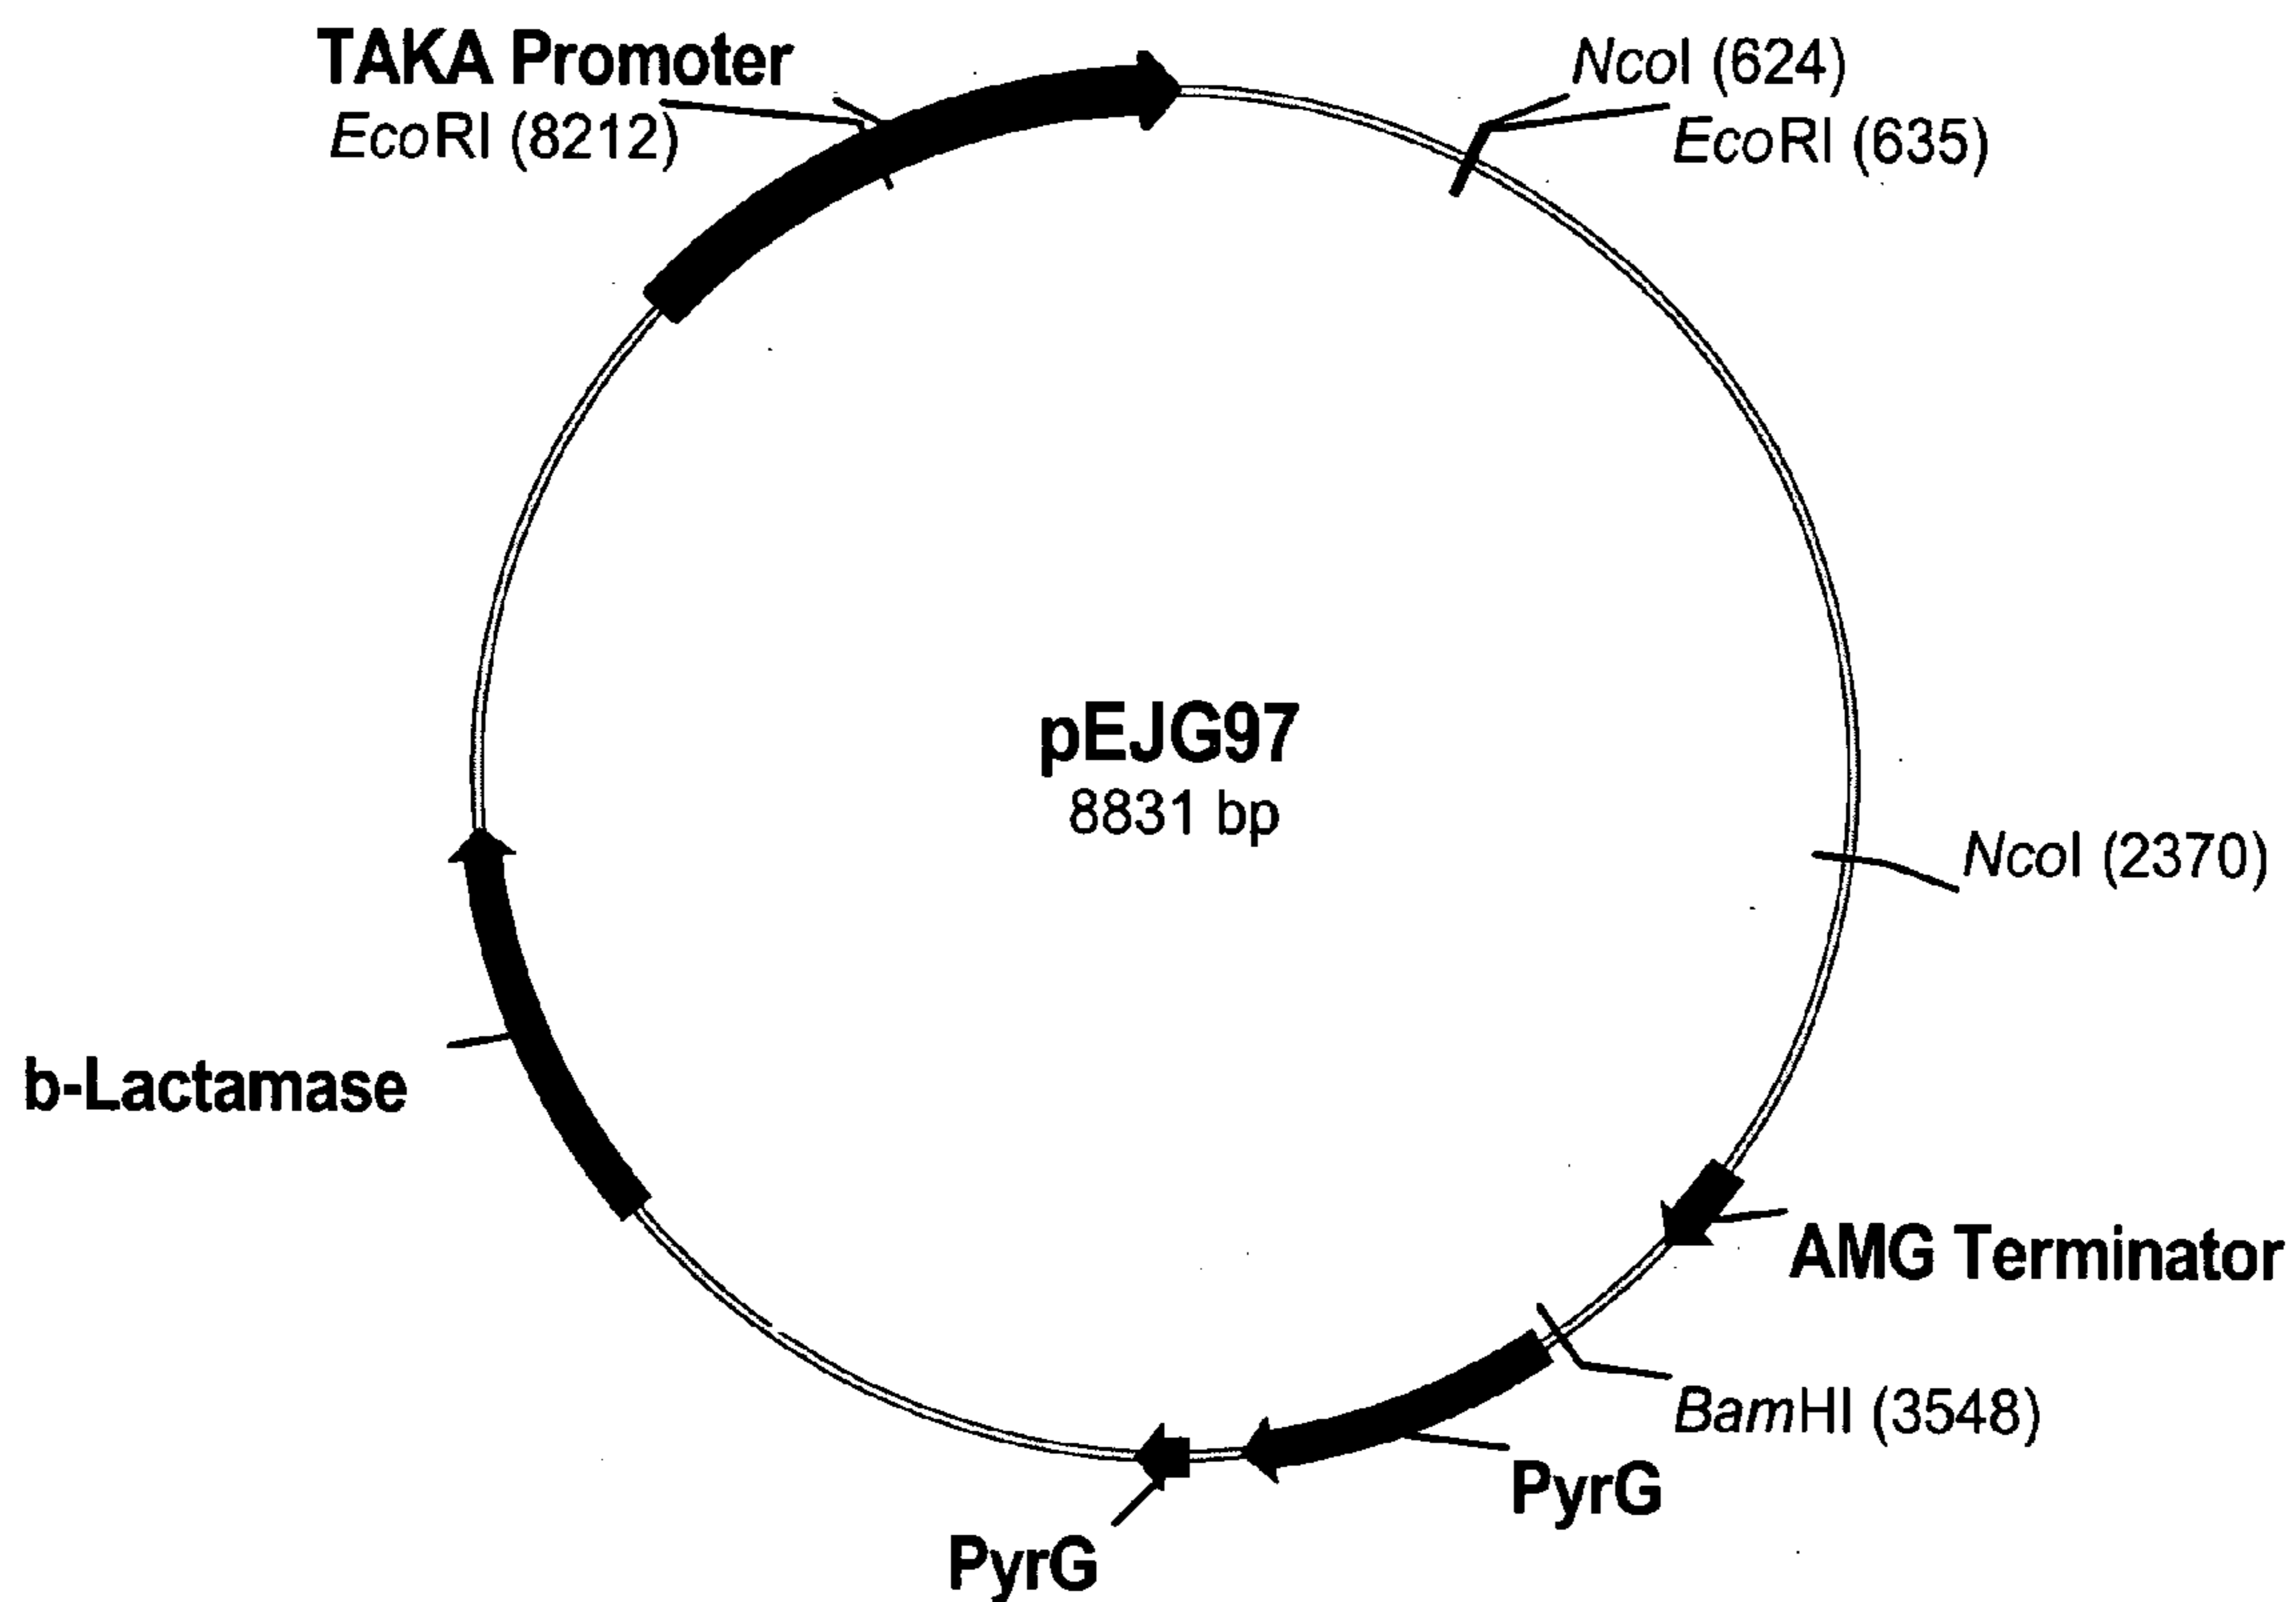 TAKA Promoter
EcoRI (8212)
NcoI (624)
EcoRI (635)
pEJG97
8831 bp
NcoI (2370)
b-Lactamase
AMG Terminator
BamHI (3548)
PyrG
PyrG